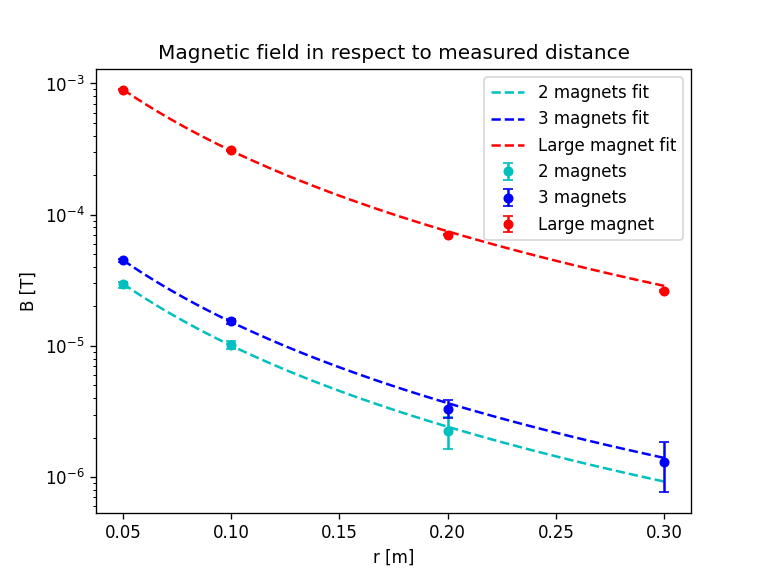 Magnetic field in respect to measured distance
2 magnets fit
3 magnets fit
Large magnet fit
2 magnets
3 magnets
Large magnet
B [T]
10⁻³
10⁻⁴
10⁻⁵
10⁻⁶
0.05 0.10 0.15 0.20 0.25 0.30
r [m]